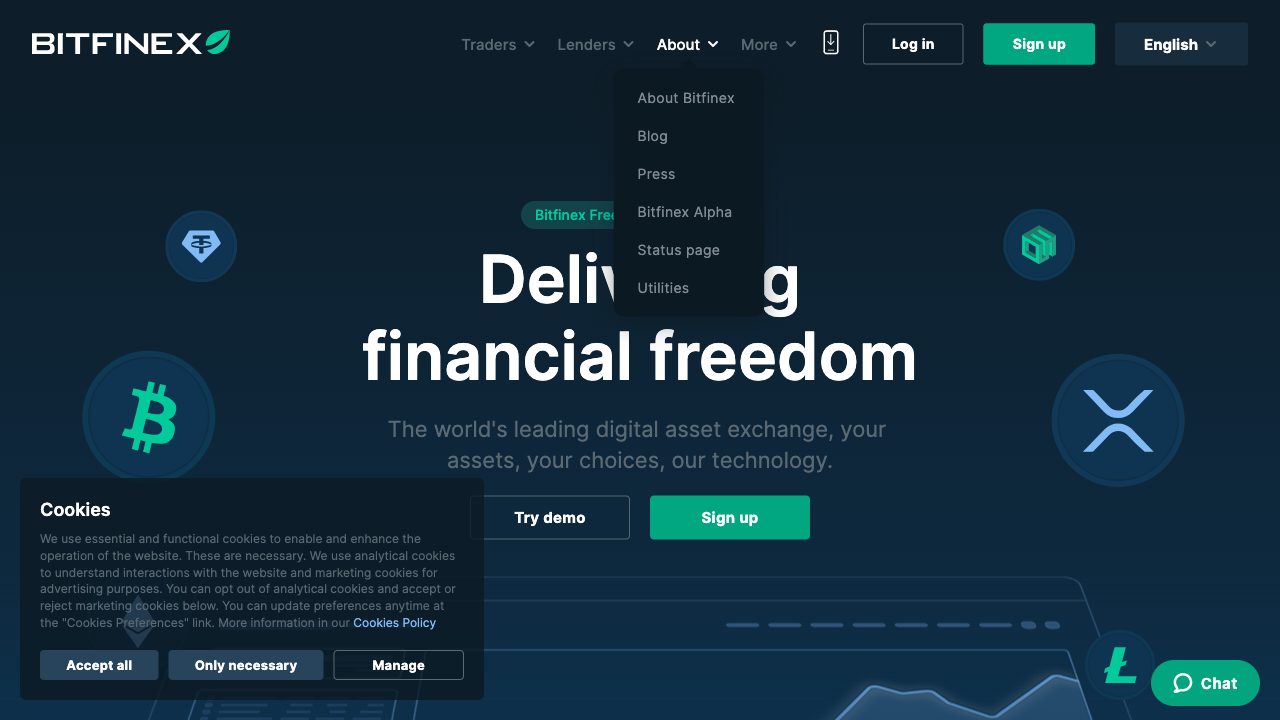 BITFINEX
Traders
Lenders
About
More
Log in
Sign up
English
About Bitfinex
Blog
Press
Bitfinex Alpha
Status page
Utilities
Bitfinex
financial freedom
The world's leading digital asset exchange, your
assets, your choices, our technology.
Try demo
Sign up
Cookies
We use essential and functional cookies to enable and enhance the
operation of the website. These are necessary. We use analytical cookies
to understand interactions with the website and marketing cookies for
advertising purposes. You can opt out of analytical cookies and accept or
reject marketing cookies below. You can update preferences anytime at
the "Cookies Preferences" link. More information in our Cookies Policy
Accept all
Only necessary
Manage
Chat